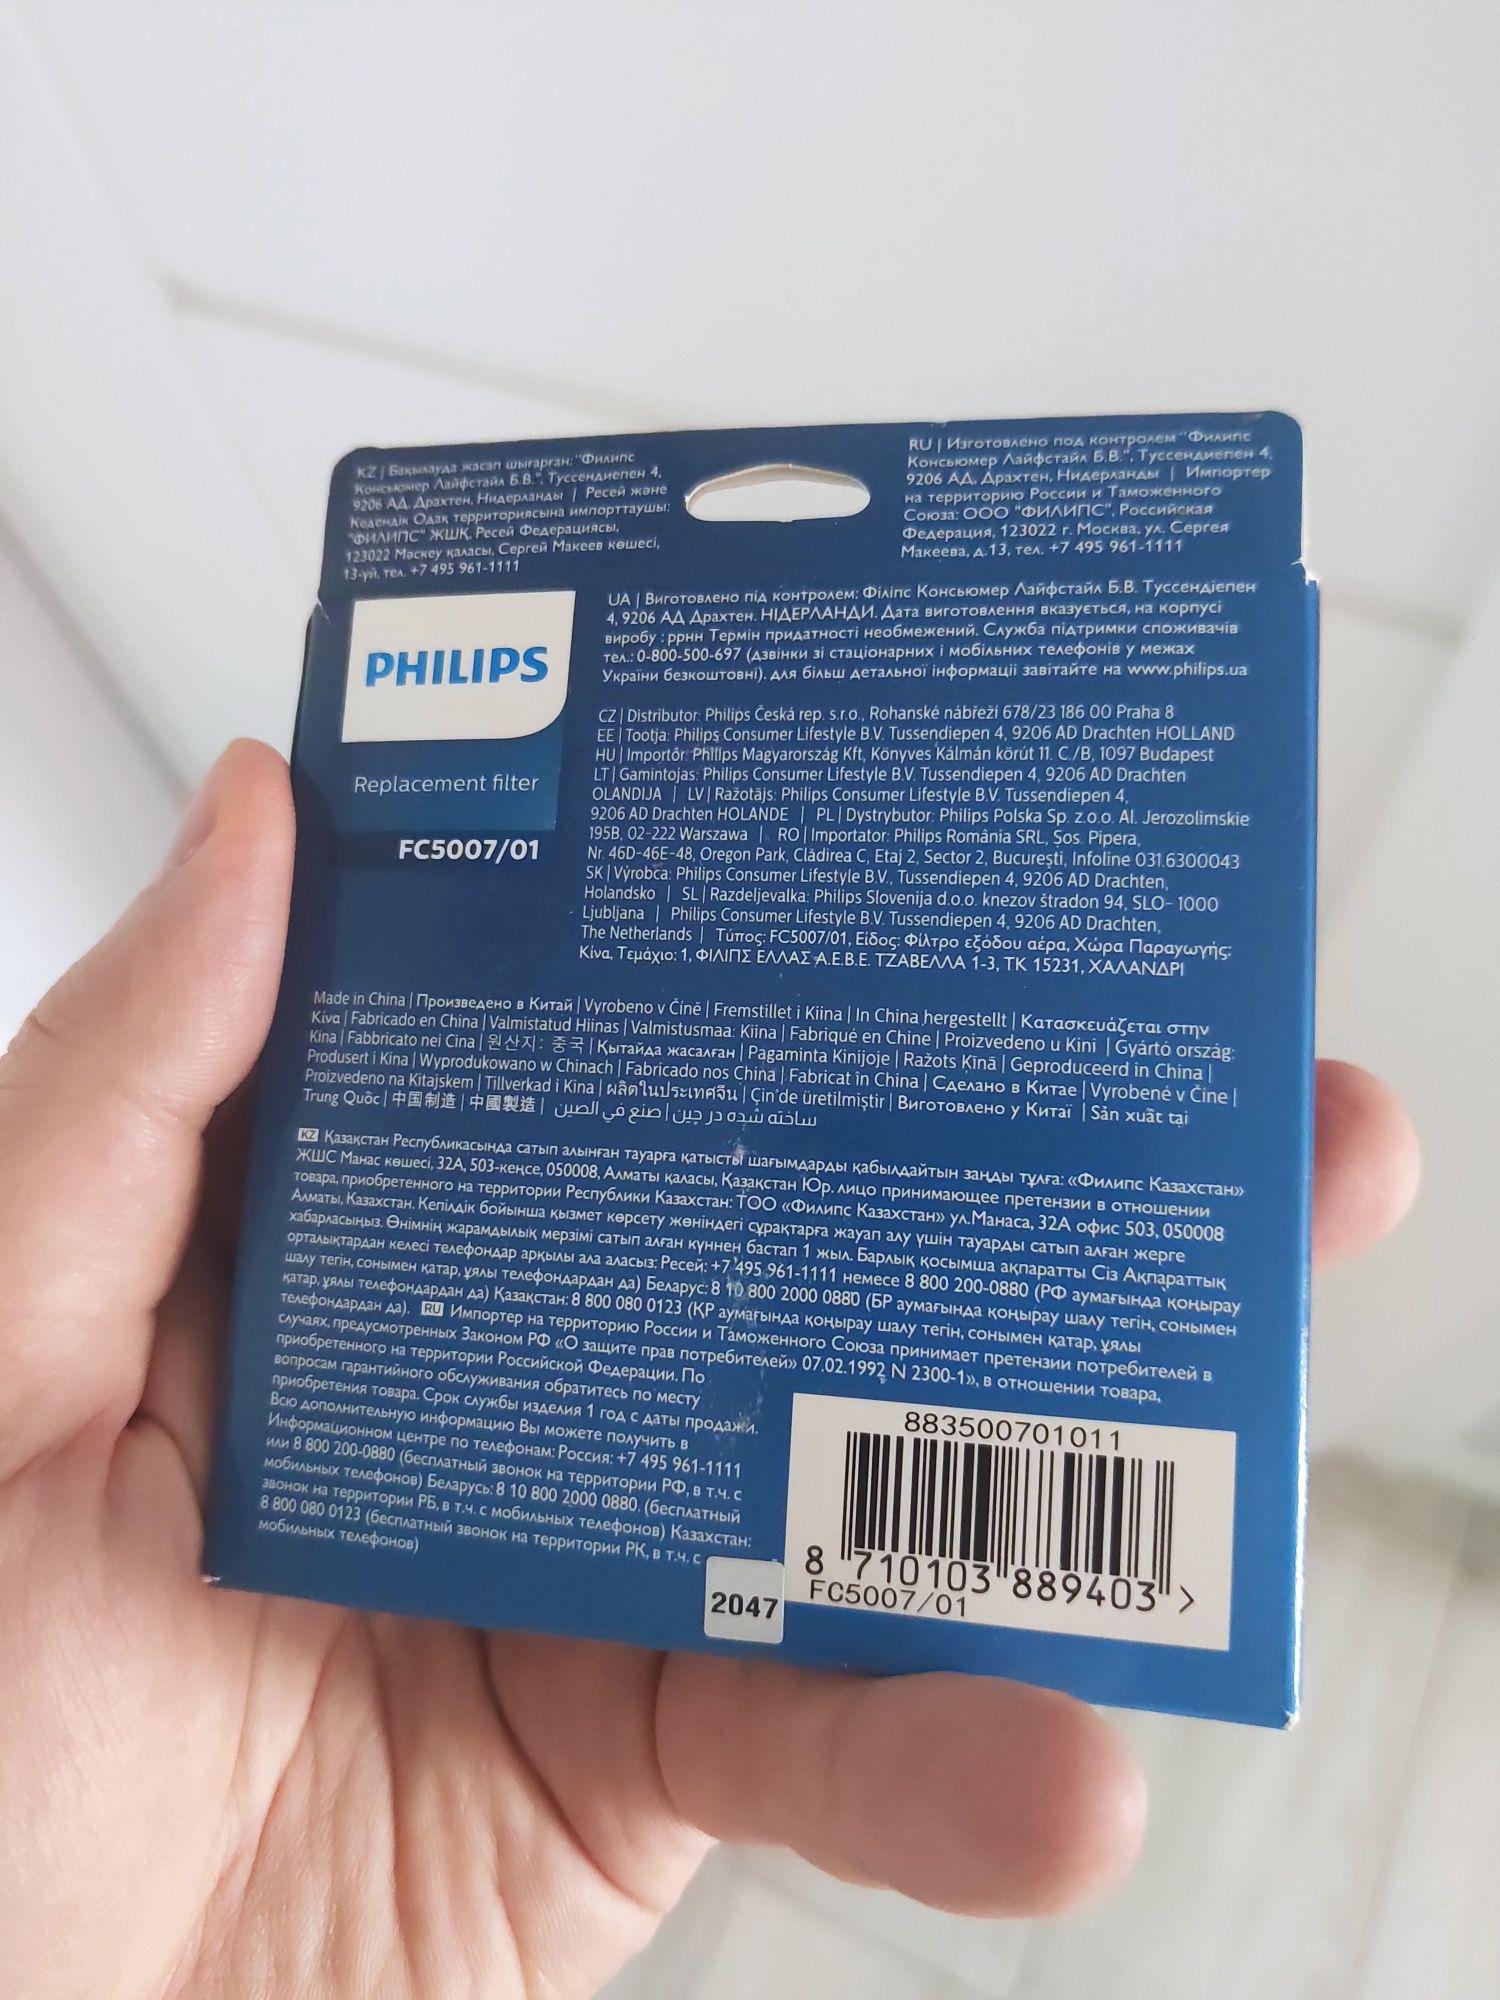 KZ | Бақылауда жасап шығарған: "Филипс
Консьюмер Лайфстайл Б.В.", Туссендиепен 4,
9206 АД, Драхтен, Нидерланды | Ресей және
Кедендік Одақ территориясына импорттаушы:
"ФИЛИПС" ЖШҚ, Ресей Федерациясы,
123022 Мәскеу қаласы, Сергей Макеев көшесі,
13-үй, тел. +7 495 961-1111
RU | Изготовлено под контролем "Филипс
Консьюмер Лайфстайл Б.В.", Туссендиепен 4,
9206 АД, Драхтен, Нидерланды | Импортер
на территорию России и Таможенного
Союза: ООО "ФИЛИПС", Российская
Федерация, 123022 г. Москва, ул. Сергея
Макеева, д.13, тел. +7 495 961-1111
PHILIPS
Replacement filter
FC5007/01
UA | Виготовлено під контролем: Філіпс Консьюмер Лайфстайл Б.В. Туссендіепен
4, 9206 АД Драхтен. НІДЕРЛАНДИ. Дата виготовлення вказується, на корпусі
виробу : ррнн Термін придатності необмежений. Служба підтримки споживачів
тел.: 0-800-500-697 (дзвінки зі стаціонарних і мобільних телефонів у межах
України безкоштовні). для більш детальної інформації завітайте на www.philips.ua
CZ | Distributor: Philips Česká rep. s.r.o., Rohanské nábřeží 678/23 186 00 Praha 8
EE | Tootja: Philips Consumer Lifestyle B.V. Tussendiepen 4, 9206 AD Drachten HOLLAND
HU | Importőr: Philips Magyarország Kft, Könyves Kálmán körút 11. C./B, 1097 Budapest
LT | Gamintojas: Philips Consumer Lifestyle B.V. Tussendiepen 4, 9206 AD Drachten
OLANDIJA | LV | Ražotājs: Philips Consumer Lifestyle B.V. Tussendiepen 4,
9206 AD Drachten HOLANDE | PL | Dystrybutor: Philips Polska Sp. z.o.o. Al. Jerozolimskie
195B, 02-222 Warszawa | RO | Importator: Philips România SRL, Șos. Pipera,
Nr. 46D-46E-48, Oregon Park, Clădirea C, Etaj 2, Sector 2, București, Infoline 031.6300043
SK | Výrobca: Philips Consumer Lifestyle B.V., Tussendiepen 4, 9206 AD Drachten,
Holandsko | SL | Razdeljevalka: Philips Slovenija d.o.o. knezov štradon 94, SLO- 1000
Ljubljana | Philips Consumer Lifestyle B.V. Tussendiepen 4, 9206 AD Drachten,
The Netherlands | Τύπος: FC5007/01, Είδος: Φίλτρο εξόδου αέρα, Χώρα Παραγωγής:
Κίνα, Τεμάχιο: 1, ΦΙΛΙΠΣ ΕΛΛΑΣ Α.Ε.Β.Ε. ΤΖΑΒΕΛΛΑ 1-3, ΤΚ 15231, ΧΑΛΑΝΔΡΙ
Made in China | Произведено в Китай | Vyrobeno v Číně | Fremstillet i Kiina | In China hergestellt | Κατασκευάζεται στην
Κίνα | Fabricado en China | Valmistatud Hiinas | Valmistusmaa: Kiina | Fabriqué en Chine | Proizvedeno u Kini | Gyártó ország:
Kína | Fabbricato nei Cina | 원산지: 중국 | Қытайда жасалған | Pagaminta Kinijoje | Ražots Ķīnā | Geproduceerd in China |
Produsert i Kina | Wyprodukowano w Chinach | Fabricado nos China | Fabricat în China | Сделано в Китае | Vyrobené v Číne |
Proizvedeno na Kitajskem | Tillverkad i Kina | ผลิตในประเทศจีน | Çin'de üretilmiştir | Виготовлено у Китаї | Sản xuất tại
Trung Quốc | 中国制造 | 中國製造 | ساخته شده در چین | صنع في الصين
KZ Қазақстан Республикасында сатып алынған тауарға қатысты шағымдарды қабылдайтын заңды тұлға: «Филипс Казахстан»
ЖШС Манас көшесі, 32А, 503-кеңсе, 050008, Алматы қаласы, Қазақстан Юр. лицо принимающее претензии в отношении
товара, приобретенного на территории Республики Казахстан: ТОО «Филипс Казахстан» ул.Манаса, 32А офис 503, 050008
Алматы, Казахстан. Кепілдік бойынша қызмет көрсету жөніндегі сұрақтарға жауап алу үшін тауарды сатып алған жерге
хабарласыңыз. Өнімнің жарамдылық мерзімі сатып алған күннен бастап 1 жыл. Барлық қосымша ақпаратты Сіз Ақпараттық
орталықтардан келесі телефондар арқылы ала аласыз: Ресей: +7 495 961-1111 немесе 8 800 200-0880 (РФ аумағында қоңырау
шалу тегін, сонымен қатар, ұялы телефондардан да) Беларус: 8 10 800 2000 0880 (БР аумағында қоңырау шалу тегін, сонымен
қатар, ұялы телефондардан да) Қазақстан: 8 800 080 0123 (ҚР аумағында қоңырау шалу тегін, сонымен қатар, ұялы
телефондардан да). RU Импортер на территорию России и Таможенного Союза принимает претензии потребителей в
случаях, предусмотренных Законом РФ «О защите прав потребителей» 07.02.1992 N 2300-1», в отношении товара,
приобретенного на территории Российской Федерации. По
вопросам гарантийного обслуживания обратитесь по месту
приобретения товара. Срок службы изделия 1 год с даты продажи.
Всю дополнительную информацию Вы можете получить в
Информационном центре по телефонам: Россия: +7 495 961-1111
или 8 800 200-0880 (бесплатный звонок на территории РФ, в т.ч. с
мобильных телефонов) Беларусь: 8 10 800 2000 0880. (бесплатный
звонок на территории РБ, в т.ч. с мобильных телефонов) Казахстан:
8 800 080 0123 (бесплатный звонок на территории РК, в т.ч. с
мобильных телефонов)
2047
883500701011
8 710103 889403 >
FC5007/01